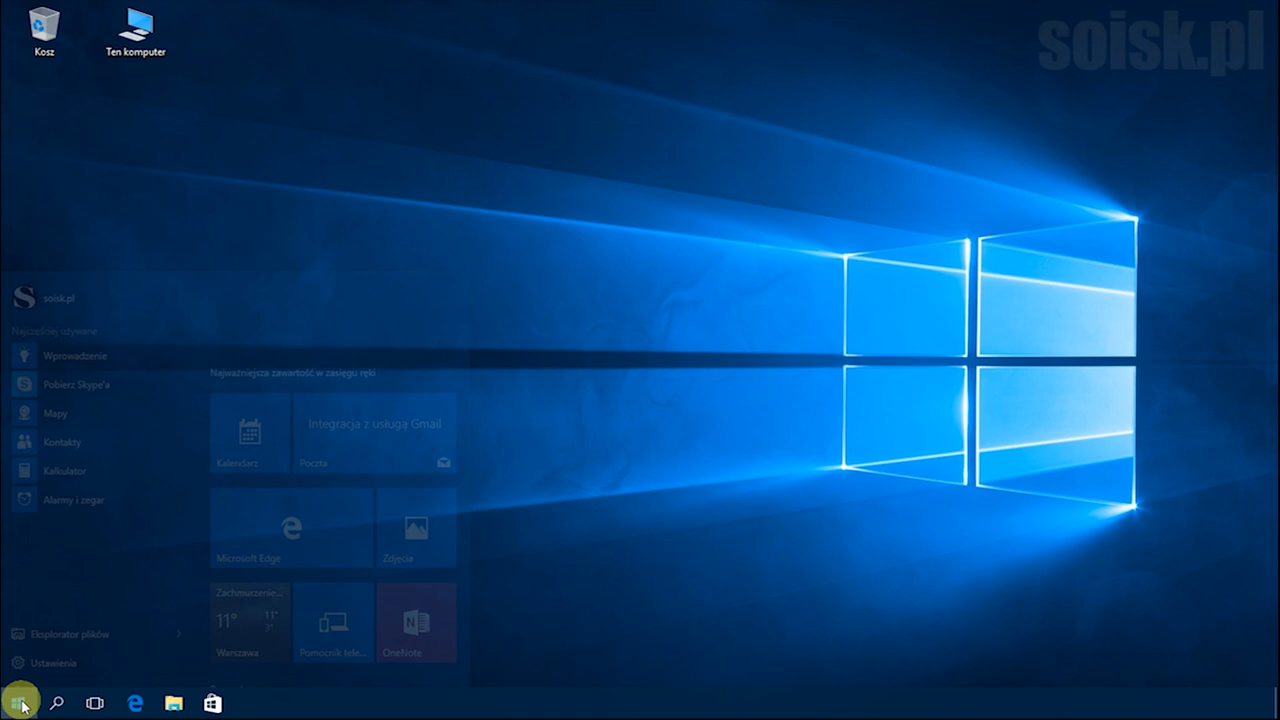 Kosz
Ten komputer
soisk.pl
soisk.pl
Najczęściej używane
Wprowadzenie
Pobierz Skype'a
Mapy
Kontakty
Kalkulator
Alarmy i zegar
Eksplorator plików
Ustawienia
Najważniejsza zawartość w zasięgu ręki
Kalendarz
Integracja z usługą Gmail
Poczta
Microsoft Edge
Zdjęcia
Zachmurzenie...
11° 11°
3°
Warszawa
Pomocnik tele...
N
OneNote